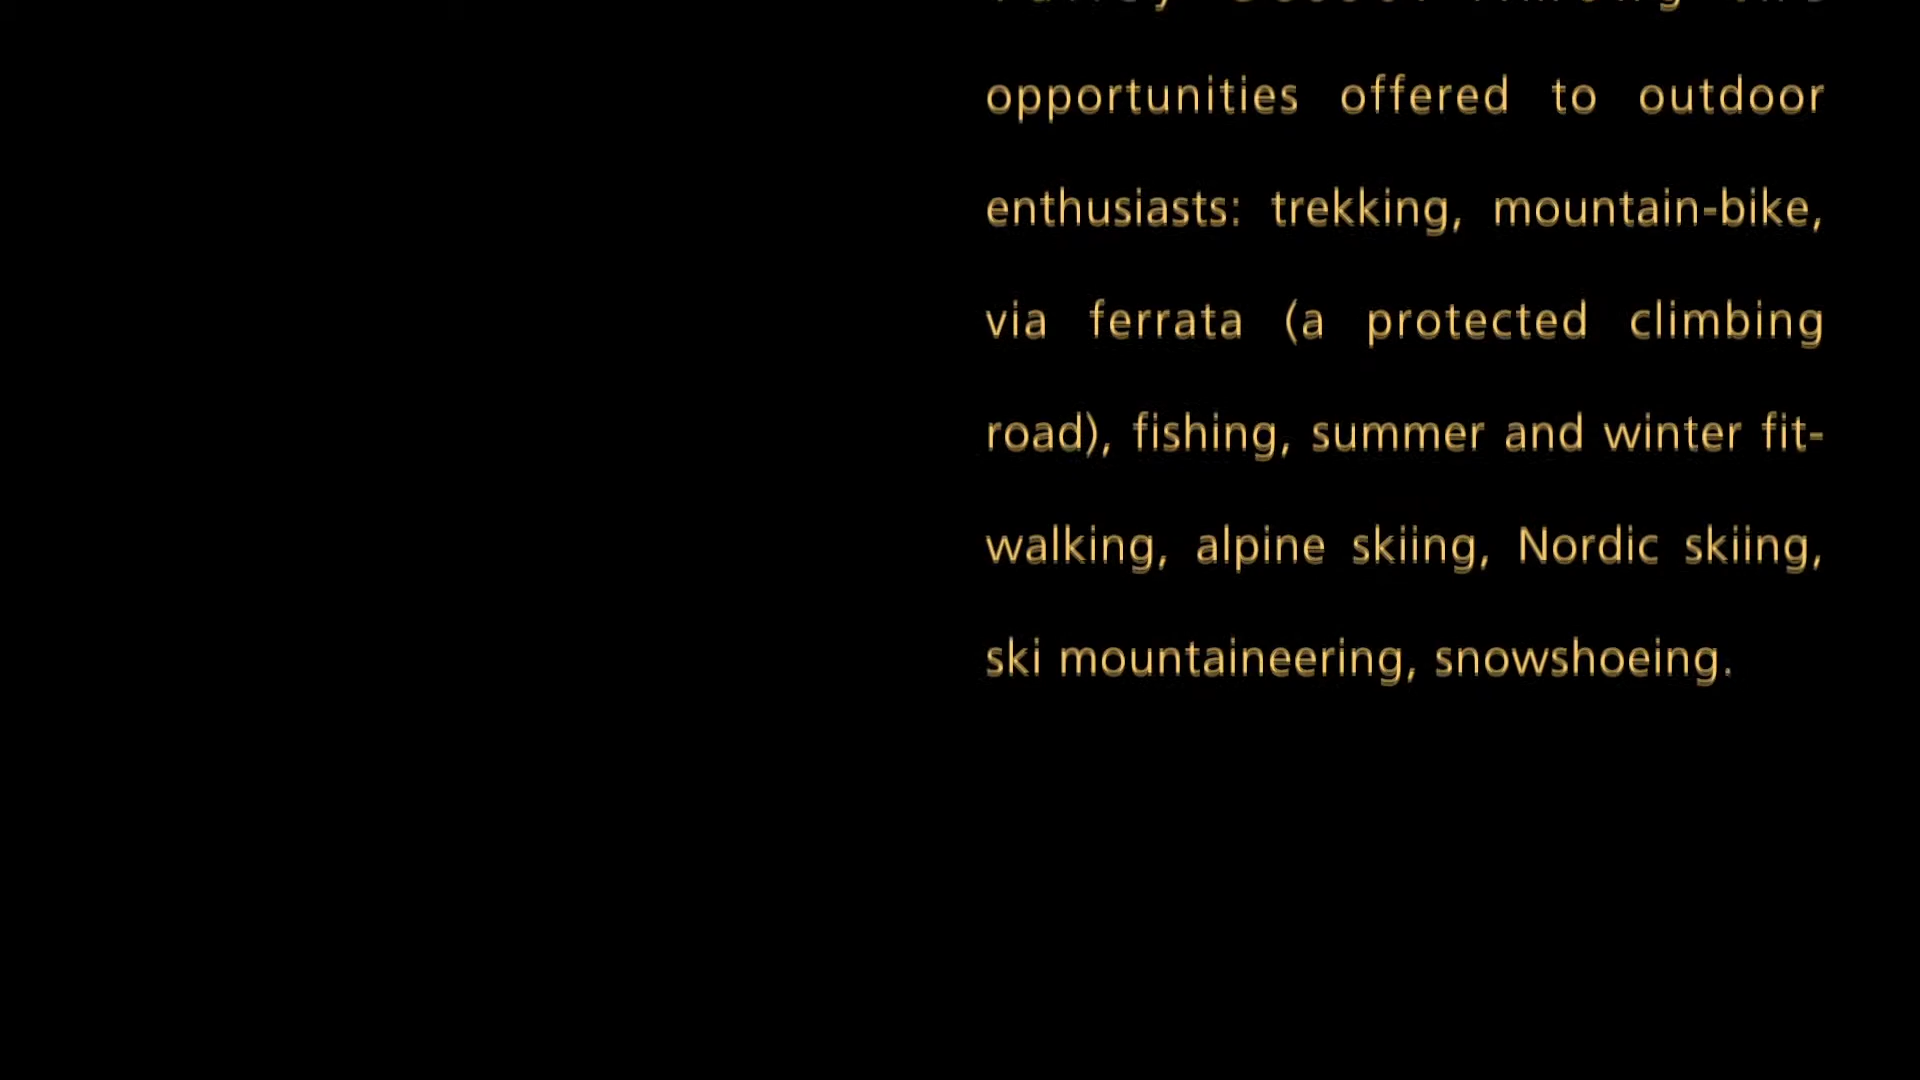 opportunities offered to outdoor
enthusiasts: trekking, mountain-bike,
via ferrata (a protected climbing
road), fishing, summer and winter fit-
walking, alpine skiing, Nordic skiing,
ski mountaineering, snowshoeing.